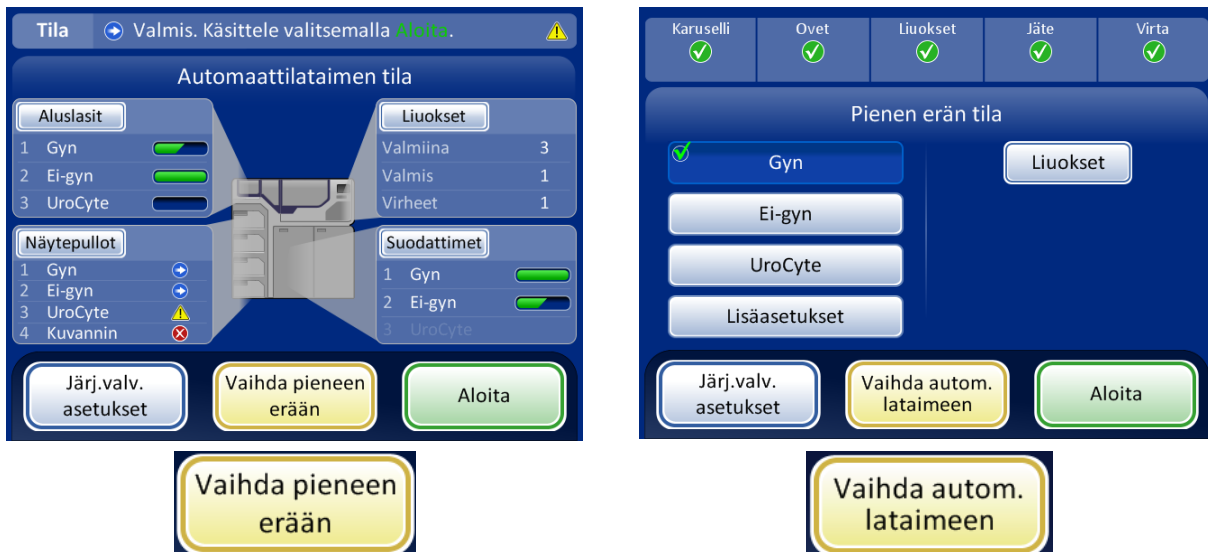 Tila Valmis. Käsittele valitsemalla Aloita.
Automaattilataimen tila
Aluslasit
1 Gyn
2 Ei-gyn
3 UroCyte
Liuokset
Valmiina 3
Valmis 1
Virheet 1
Näytepullot
1 Gyn
2 Ei-gyn
3 UroCyte
4 Kuvannin
Suodattimet
1 Gyn
2 Ei-gyn
3 UroCyte
Järj.valv.
asetukset
Vaihda pieneen
erään
Aloita
Vaihda pieneen
erään
Karuselli Ovet Liuokset Jäte Virta
Pienen erän tila
Gyn
Ei-gyn
UroCyte
Lisäasetukset
Liuokset
Järj.valv.
asetukset
Vaihda autom.
lataimeen
Aloita
Vaihda autom.
lataimeen